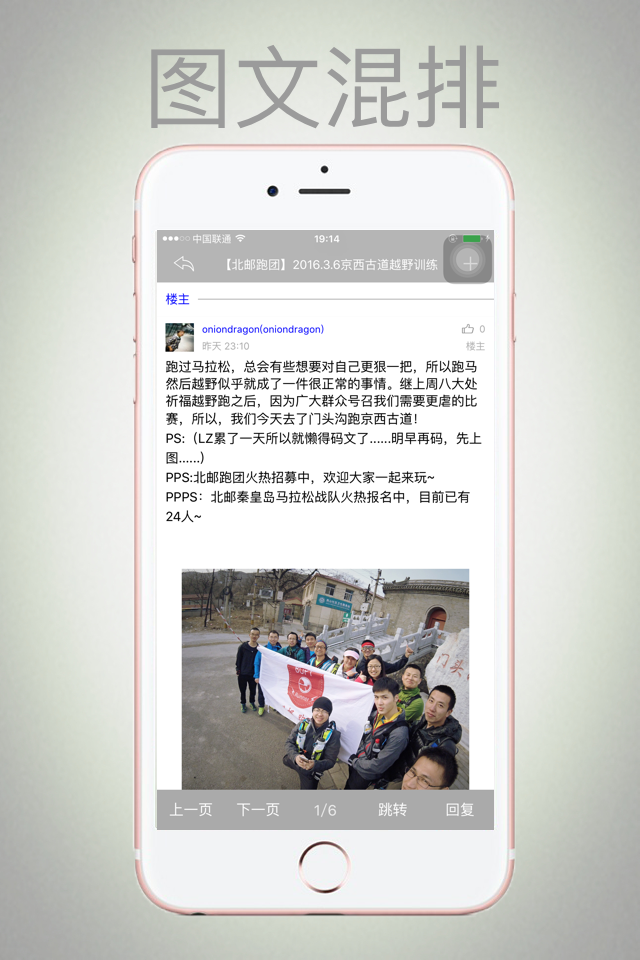 图文混排
中国联通
19:14
【北邮跑团】2016.3.6京西古道越野训练
楼主
oniondragon(oniondragon)
0
昨天 23:10
楼主
跑过马拉松，总会有些想要对自己更狠一把，所以跑马
然后越野似乎就成了一件很正常的事情。继上周八大处
祈福越野跑之后，因为广大群众号召我们需要更虐的比
赛，所以，我们今天去了门头沟跑京西古道！
PS:（LZ累了一天所以就懒得码文了......明早再码，先上
图......）
PPS:北邮跑团火热招募中，欢迎大家一起来玩~
PPPS：北邮秦皇岛马拉松战队火热报名中，目前已有
24人~
门头
上一页
下一页
1/6
跳转
回复